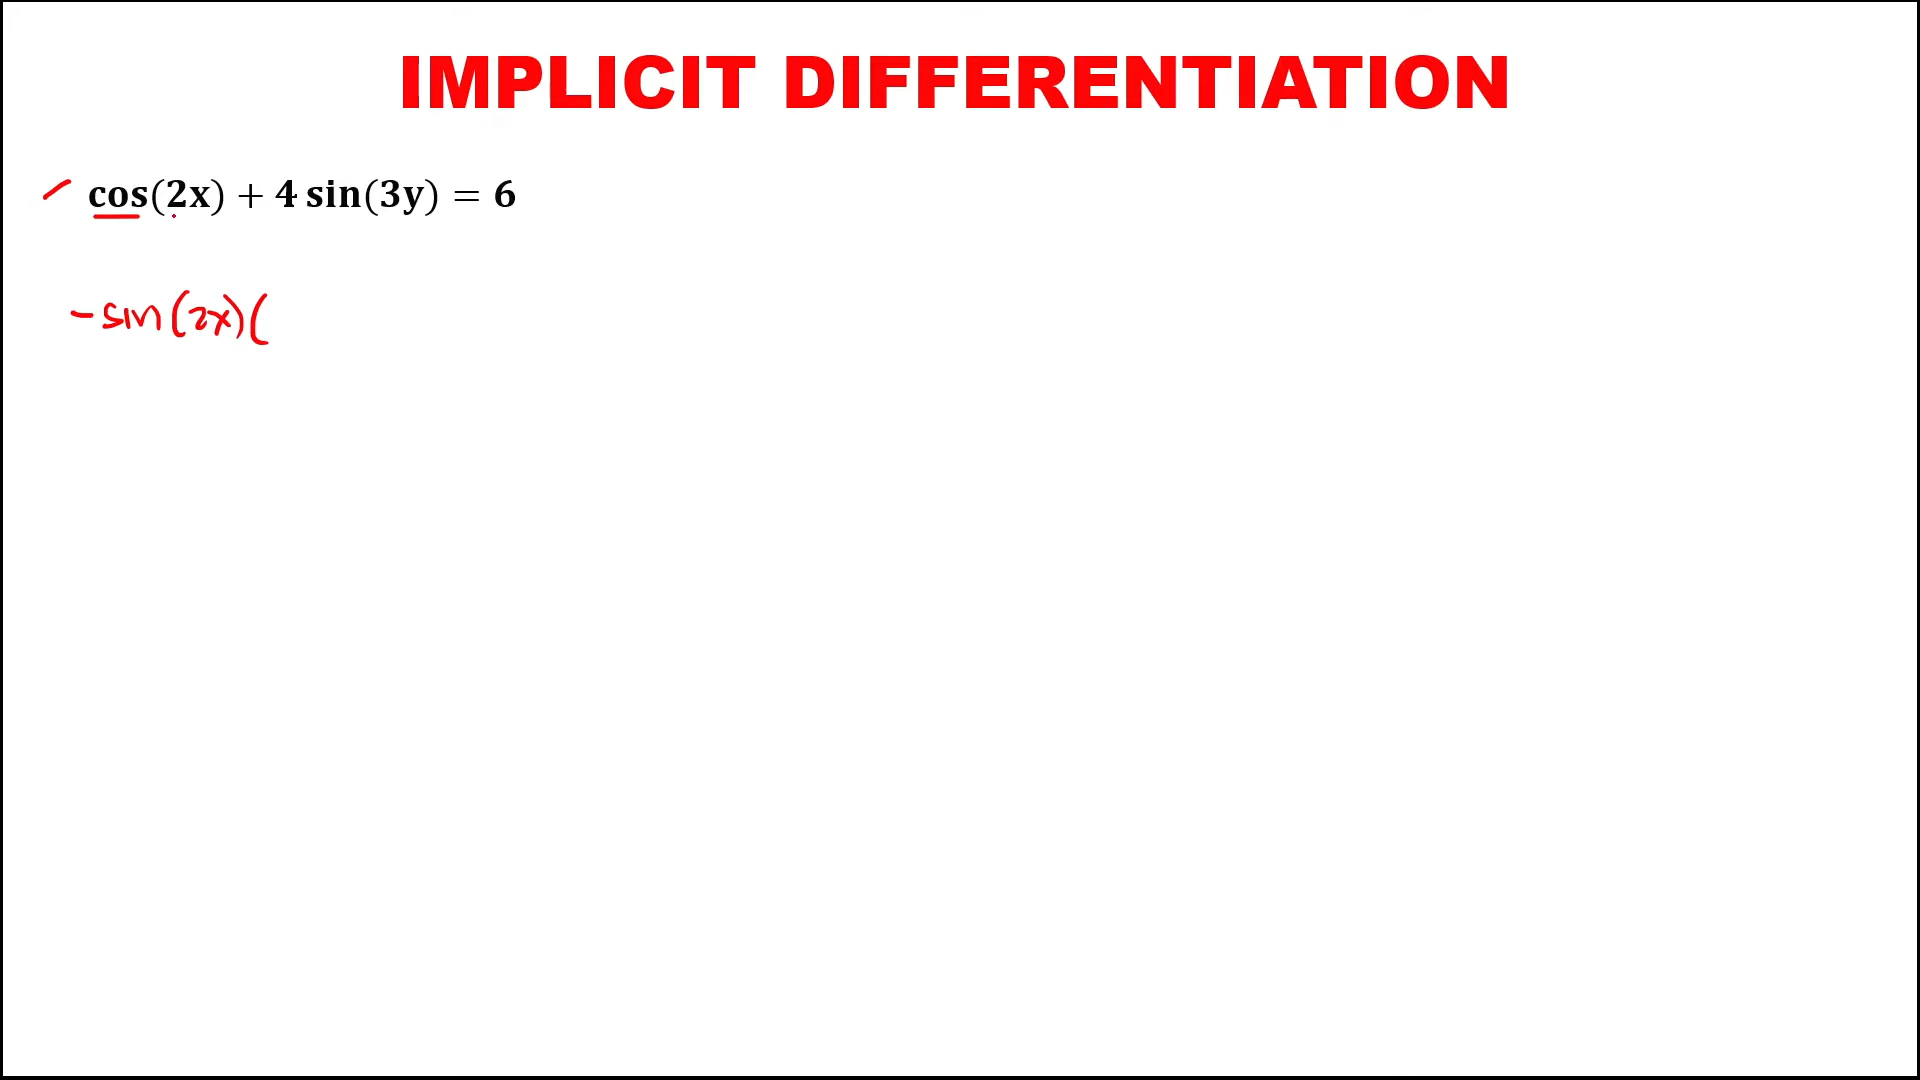 IMPLICIT DIFFERENTIATION
cos(2x) + 4 sin(3y) = 6
- sin (2x) (